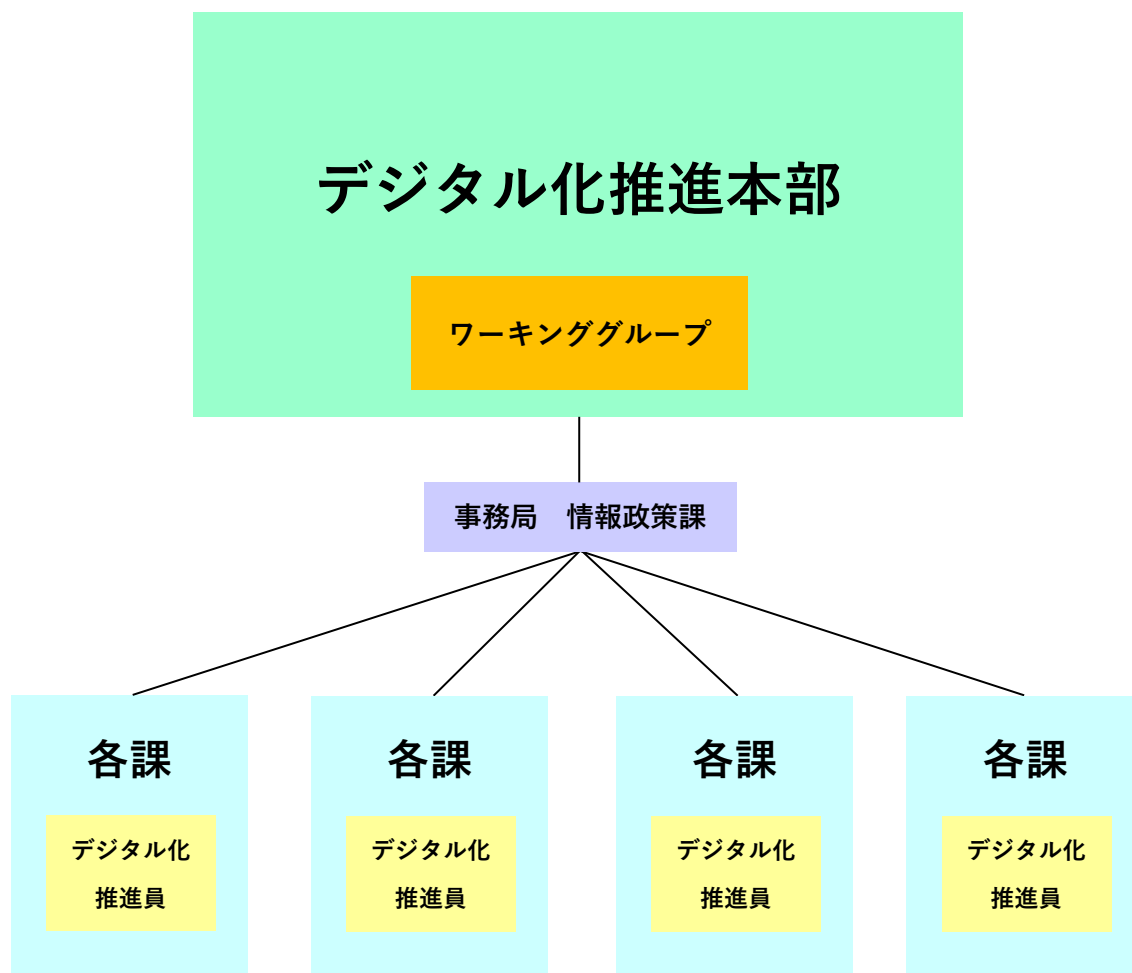 デジタル化推進本部
ワーキンググループ
事務局　情報政策課
各課
デジタル化
推進員
各課
デジタル化
推進員
各課
デジタル化
推進員
各課
デジタル化
推進員